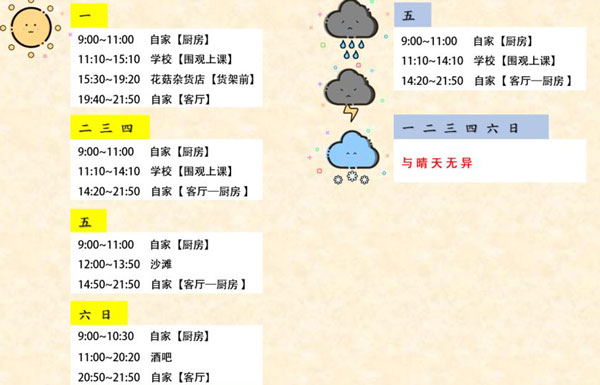 一
9:00~11:00 自家【厨房】
11:10~15:10 学校【围观上课】
15:30~19:20 花菇杂货店【货架前】
19:40~21:50 自家【客厅】
二 三 四
9:00~11:00 自家【厨房】
11:10~14:10 学校【围观上课】
14:20~21:50 自家【 客厅—厨房 】
五
9:00~11:00 自家【厨房】
12:00~13:50 沙滩
14:50~21:50 自家【客厅—厨房 】
六 日
9:00~10:30 自家【厨房】
11:00~20:20 酒吧
20:50~21:50 自家【客厅】
五
9:00~11:00 自家【厨房】
11:10~14:10 学校【围观上课】
14:20~21:50 自家【 客厅—厨房】
一 二 三 四 六 日
与晴天无异